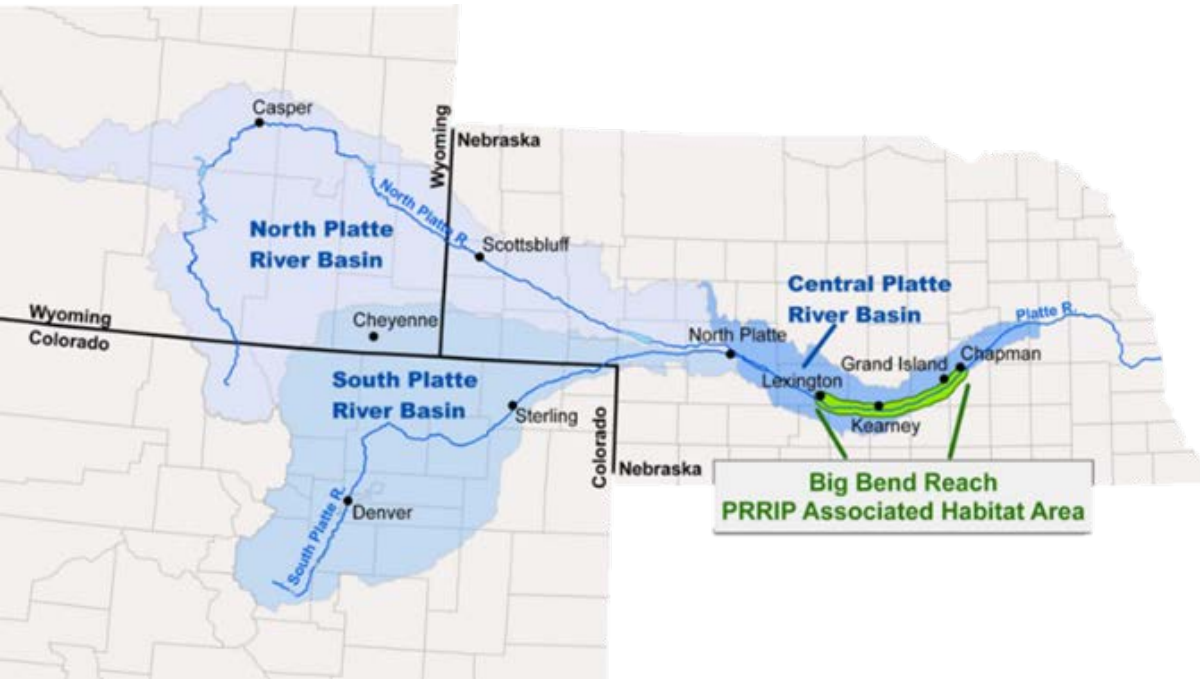 Casper
Wyoming
Nebraska
North Platte R.
North Platte
River Basin
Scottsbluff
Central Platte
River Basin
Platte R.
Wyoming
Colorado
Cheyenne
North Platte
Grand Island
Chapman
Lexington
Kearney
South Platte
River Basin
Sterling
Colorado
Nebraska
South Platte R.
Denver
Big Bend Reach
PRRIP Associated Habitat Area